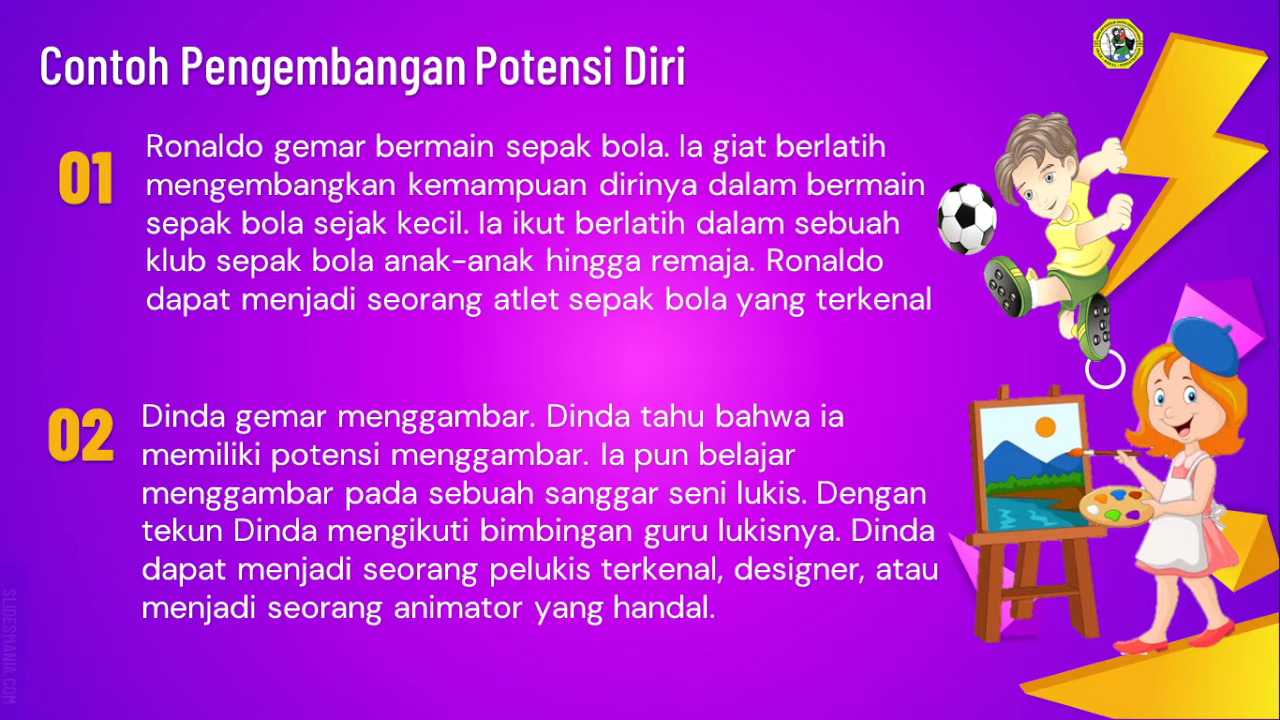 Contoh Pengembangan Potensi Diri
01
Ronaldo gemar bermain sepak bola. Ia giat berlatih
mengembangkan kemampuan dirinya dalam bermain
sepak bola sejak kecil. Ia ikut berlatih dalam sebuah
klub sepak bola anak-anak hingga remaja. Ronaldo
dapat menjadi seorang atlet sepak bola yang terkenal
02
Dinda gemar menggambar. Dinda tahu bahwa ia
memiliki potensi menggambar. Ia pun belajar
menggambar pada sebuah sanggar seni lukis. Dengan
tekun Dinda mengikuti bimbingan guru lukisnya. Dinda
dapat menjadi seorang pelukis terkenal, designer, atau
menjadi seorang animator yang handal.
SLIDESMANIA.COM